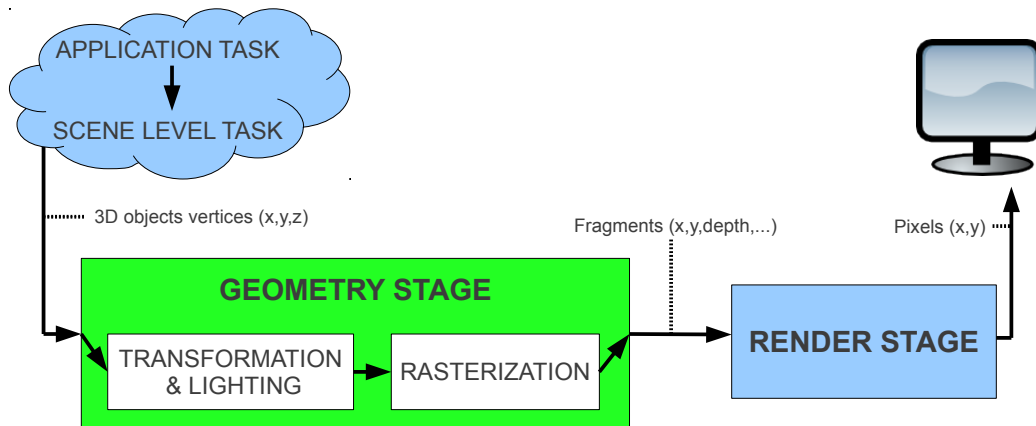 APPLICATION TASK
SCENE LEVEL TASK
3D objects vertices (x,y,z)
Fragments (x,y,depth,...)
Pixels (x,y)
GEOMETRY STAGE
TRANSFORMATION
& LIGHTING
RASTERIZATION
RENDER STAGE